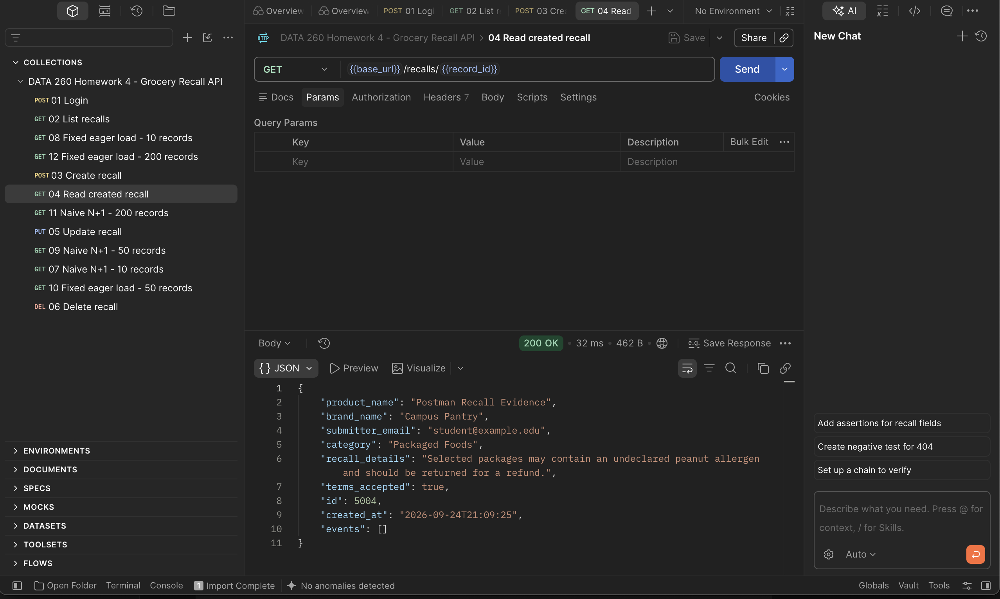 Overview
Overview
POST 01 Logi
GET 02 List r
POST 03 Crea
GET 04 Read
No Environment
AI
DATA 260 Homework 4 - Grocery Recall API > 04 Read created recall
Save
Share
New Chat
COLLECTIONS
DATA 260 Homework 4 - Grocery Recall API
POST 01 Login
GET 02 List recalls
GET 08 Fixed eager load - 10 records
GET 12 Fixed eager load - 200 records
POST 03 Create recall
GET 04 Read created recall
GET 11 Naive N+1 - 200 records
PUT 05 Update recall
GET 09 Naive N+1 - 50 records
GET 07 Naive N+1 - 10 records
GET 10 Fixed eager load - 50 records
DEL 06 Delete recall
ENVIRONMENTS
DOCUMENTS
SPECS
MOCKS
DATASETS
TOOLSETS
FLOWS
HTTP
GET
{{base_url}}/recalls/{{record_id}}
Send
Docs Params Authorization Headers 7 Body Scripts Settings Cookies
Query Params
Key Value Description Bulk Edit
Key Value Description
Body
200 OK • 32 ms • 462 B
e.g. Save Response
{} JSON Preview Visualize
1 {
2 "product_name": "Postman Recall Evidence",
3 "brand_name": "Campus Pantry",
4 "submitter_email": "student@example.edu",
5 "category": "Packaged Foods",
6 "recall_details": "Selected packages may contain an undeclared peanut allergen
and should be returned for a refund.",
7 "terms_accepted": true,
8 "id": 5004,
9 "created_at": "2026-09-24T21:09:25",
10 "events": []
11 }
Add assertions for recall fields
Create negative test for 404
Set up a chain to verify
Describe what you need. Press @ for
context, / for Skills.
Auto
Open Folder Terminal Console 1 Import Complete No anomalies detected
Globals Vault Tools